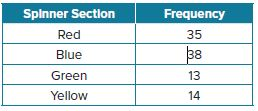 Spinner Section Frequency
Red 35
Blue 38
Green 13
Yellow 14